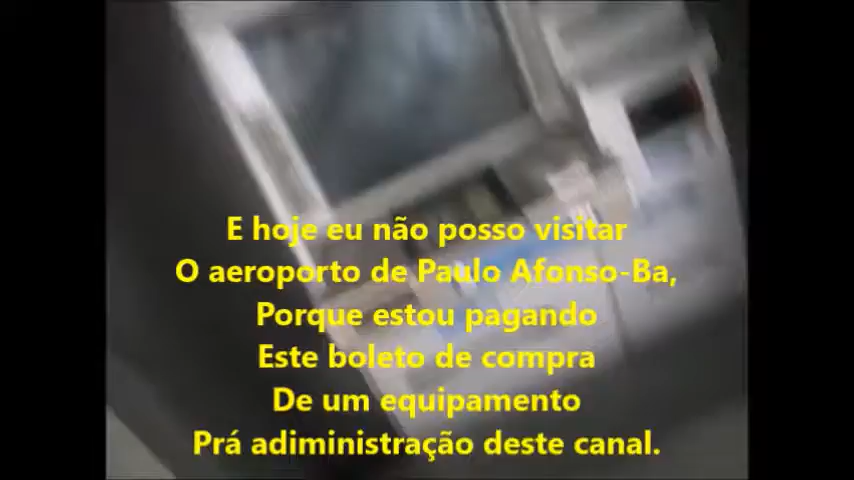 E hoje eu não posso visitar
O aeroporto de Paulo Afonso-Ba,
Porque estou pagando
Este boleto de compra
De um equipamento
Prá adiministração deste canal.